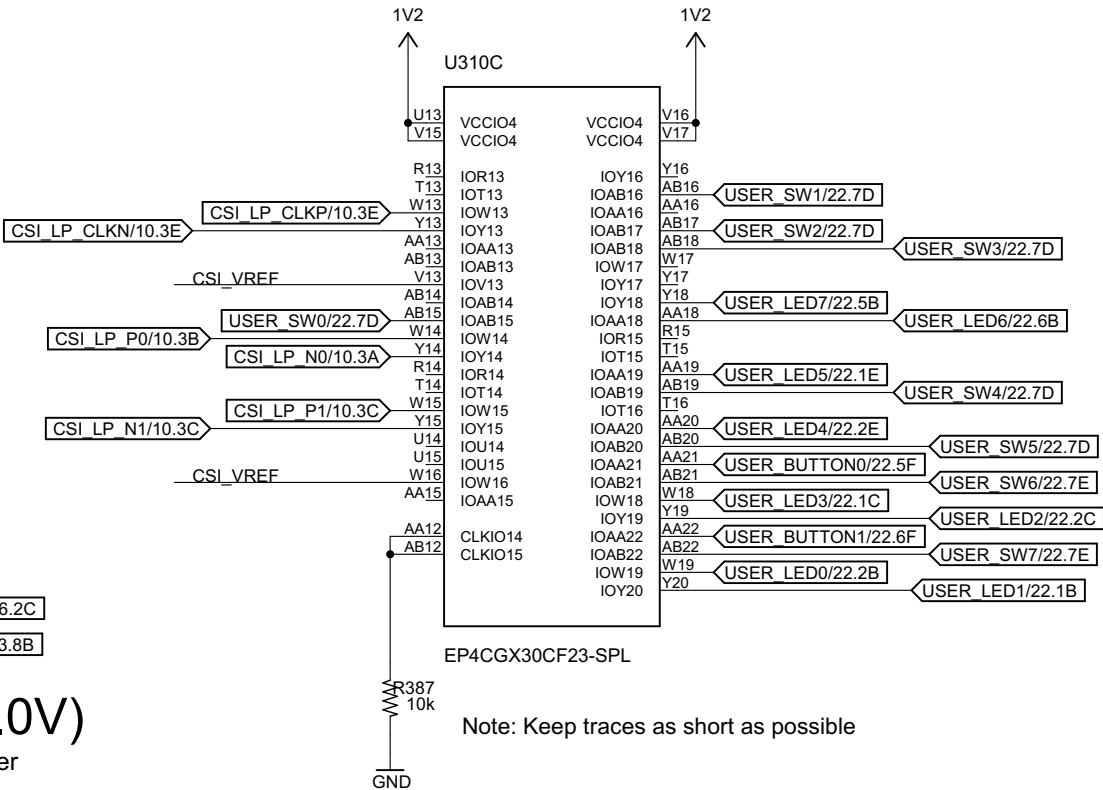 1V2 1V2
U310C
U13 VCCIO4 VCCIO4 V16
V15 VCCIO4 VCCIO4 V17
R13 IOR13 IOY16 Y16
T13 IOT13 IOAB16 AB16 USER_SW1/22.7D
CSI_LP_CLKP/10.3E W13 IOW13 IOAA16 AA16
CSI_LP_CLKN/10.3E Y13 IOY13 IOAB17 AB17 USER_SW2/22.7D
AA13 IOAA13 IOAB18 AB18 USER_SW3/22.7D
AB13 IOAB13 IOW17 W17
CSI_VREF V13 IOV13 IOY17 Y17
AB14 IOAB14 IOY18 Y18 USER_LED7/22.5B
USER_SW0/22.7D AB15 IOAB15 IOAA18 AA18 USER_LED6/22.6B
CSI_LP_P0/10.3B W14 IOW14 IOR15 R15
CSI_LP_N0/10.3A Y14 IOY14 IOT15 T15
R14 IOR14 IOAA19 AA19 USER_LED5/22.1E
T14 IOT14 IOAB19 AB19 USER_SW4/22.7D
CSI_LP_P1/10.3C W15 IOW15 IOT16 T16
CSI_LP_N1/10.3C Y15 IOY15 IOAA20 AA20 USER_LED4/22.2E
U14 IOU14 IOAB20 AB20 USER_SW5/22.7D
U15 IOU15 IOAA21 AA21 USER_BUTTON0/22.5F
CSI_VREF W16 IOW16 IOAB21 AB21 USER_SW6/22.7E
AA15 IOAA15 IOW18 W18 USER_LED3/22.1C
IOY19 Y19 USER_LED2/22.2C
AA12 CLKIO14 IOAA22 AA22 USER_BUTTON1/22.6F
AB12 CLKIO15 IOAB22 AB22 USER_SW7/22.7E
IOW19 W19 USER_LED0/22.2B
IOY20 Y20 USER_LED1/22.1B
6.2C
3.8B
EP4CGX30CF23-SPL
R387
10k
.0V)
er
Note: Keep traces as short as possible
GND